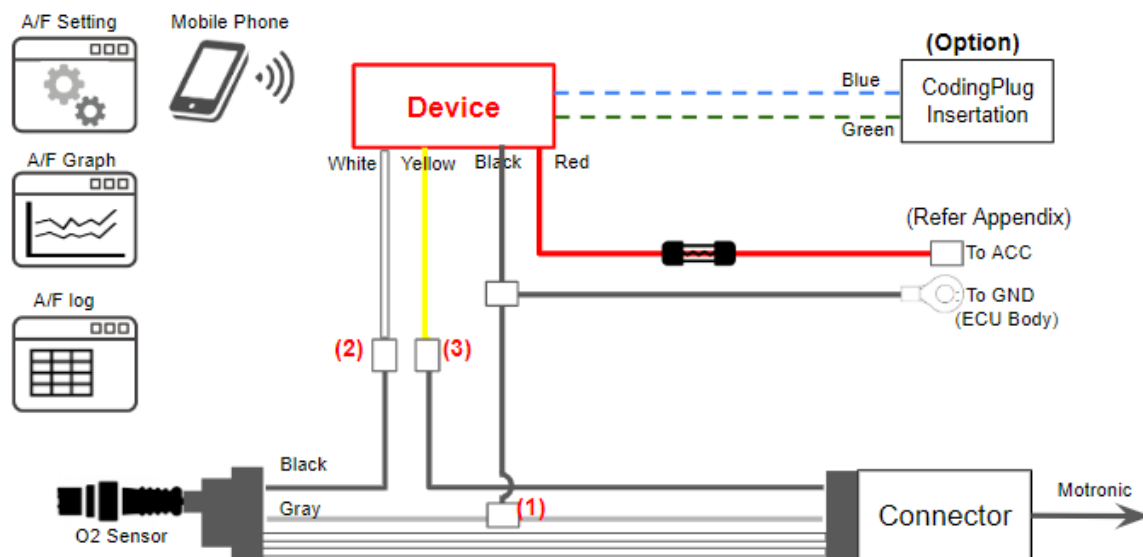 A/F Setting
Mobile Phone
(Option)
CodingPlug
Insertation
Blue
Green
Device
White
Yellow
Black
Red
A/F Graph
(Refer Appendix)
To ACC
To GND
(ECU Body)
A/F log
(2)
(3)
Black
Gray
(1)
O2 Sensor
Connector
Motronic